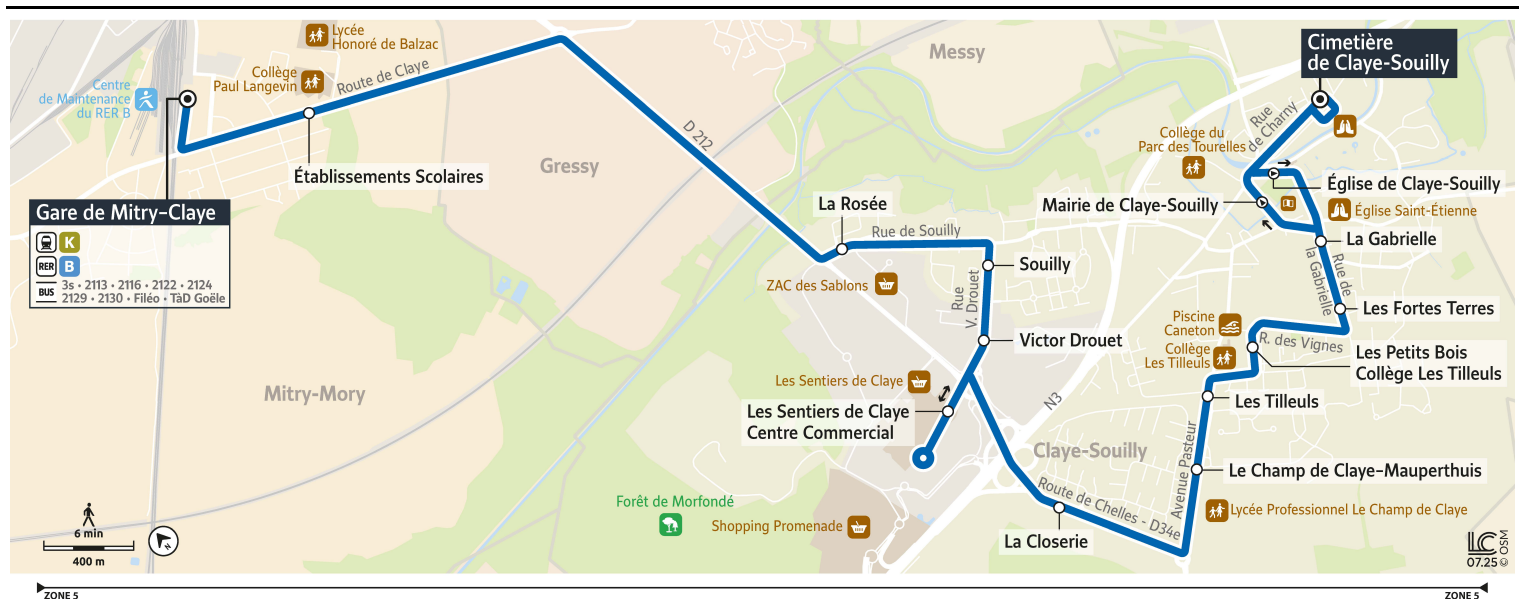 Lycée
Honoré de Balzac
Collège
Paul Langevin
Route de Claye
Centre
de Maintenance
du RER B
Établissements Scolaires
Gare de Mitry–Claye
K
RER
B
BUS
3s • 2113 • 2116 • 2122 • 2124
2129 • 2130 • Filéo • TàD Goële
Gressy
D 212
Messy
Mitry-Mory
Cimetière
de Claye-Souilly
Rue
de Charny
Collège du
Parc des Tourelles
Église de Claye-Souilly
Mairie de Claye-Souilly
Église Saint-Étienne
La Gabrielle
Rue de
la Gabrielle
Les Fortes Terres
La Rosée
Rue de Souilly
Souilly
ZAC des Sablons
Rue
V. Drouet
Victor Drouet
Piscine
Caneton
Collège
Les Tilleuls
R. des Vignes
Les Petits Bois
Collège Les Tilleuls
Les Tilleuls
Les Sentiers de Claye
Les Sentiers de Claye
Centre Commercial
N3
Claye-Souilly
Avenue Pasteur
Le Champ de Claye–Mauperthuis
Lycée Professionnel Le Champ de Claye
Route de Chelles - D34e
La Closerie
Forêt de Morfondé
Shopping Promenade
6 min
400 m
N
LC
07.25 © OSM
ZONE 5
ZONE 5